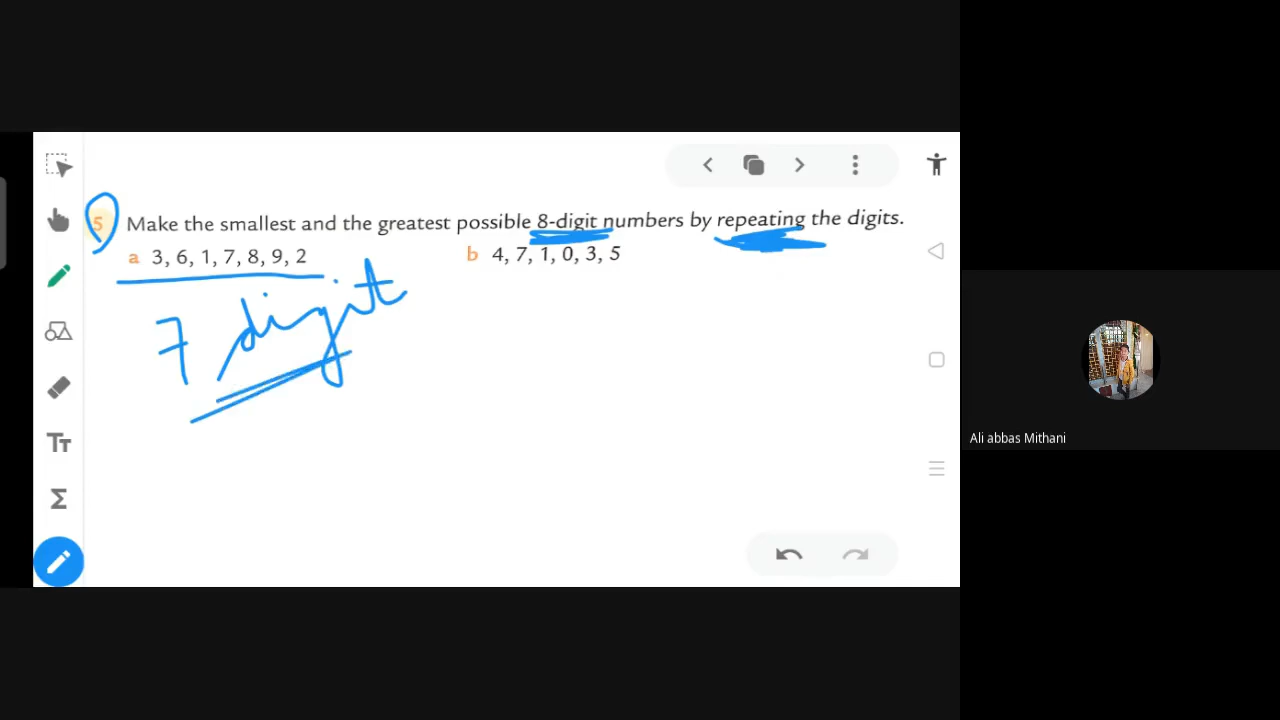 5 Make the smallest and the greatest possible 8-digit numbers by repeating the digits.
a 3, 6, 1, 7, 8, 9, 2 b 4, 7, 1, 0, 3, 5
7 digit
Tт
Σ
Ali abbas Mithani